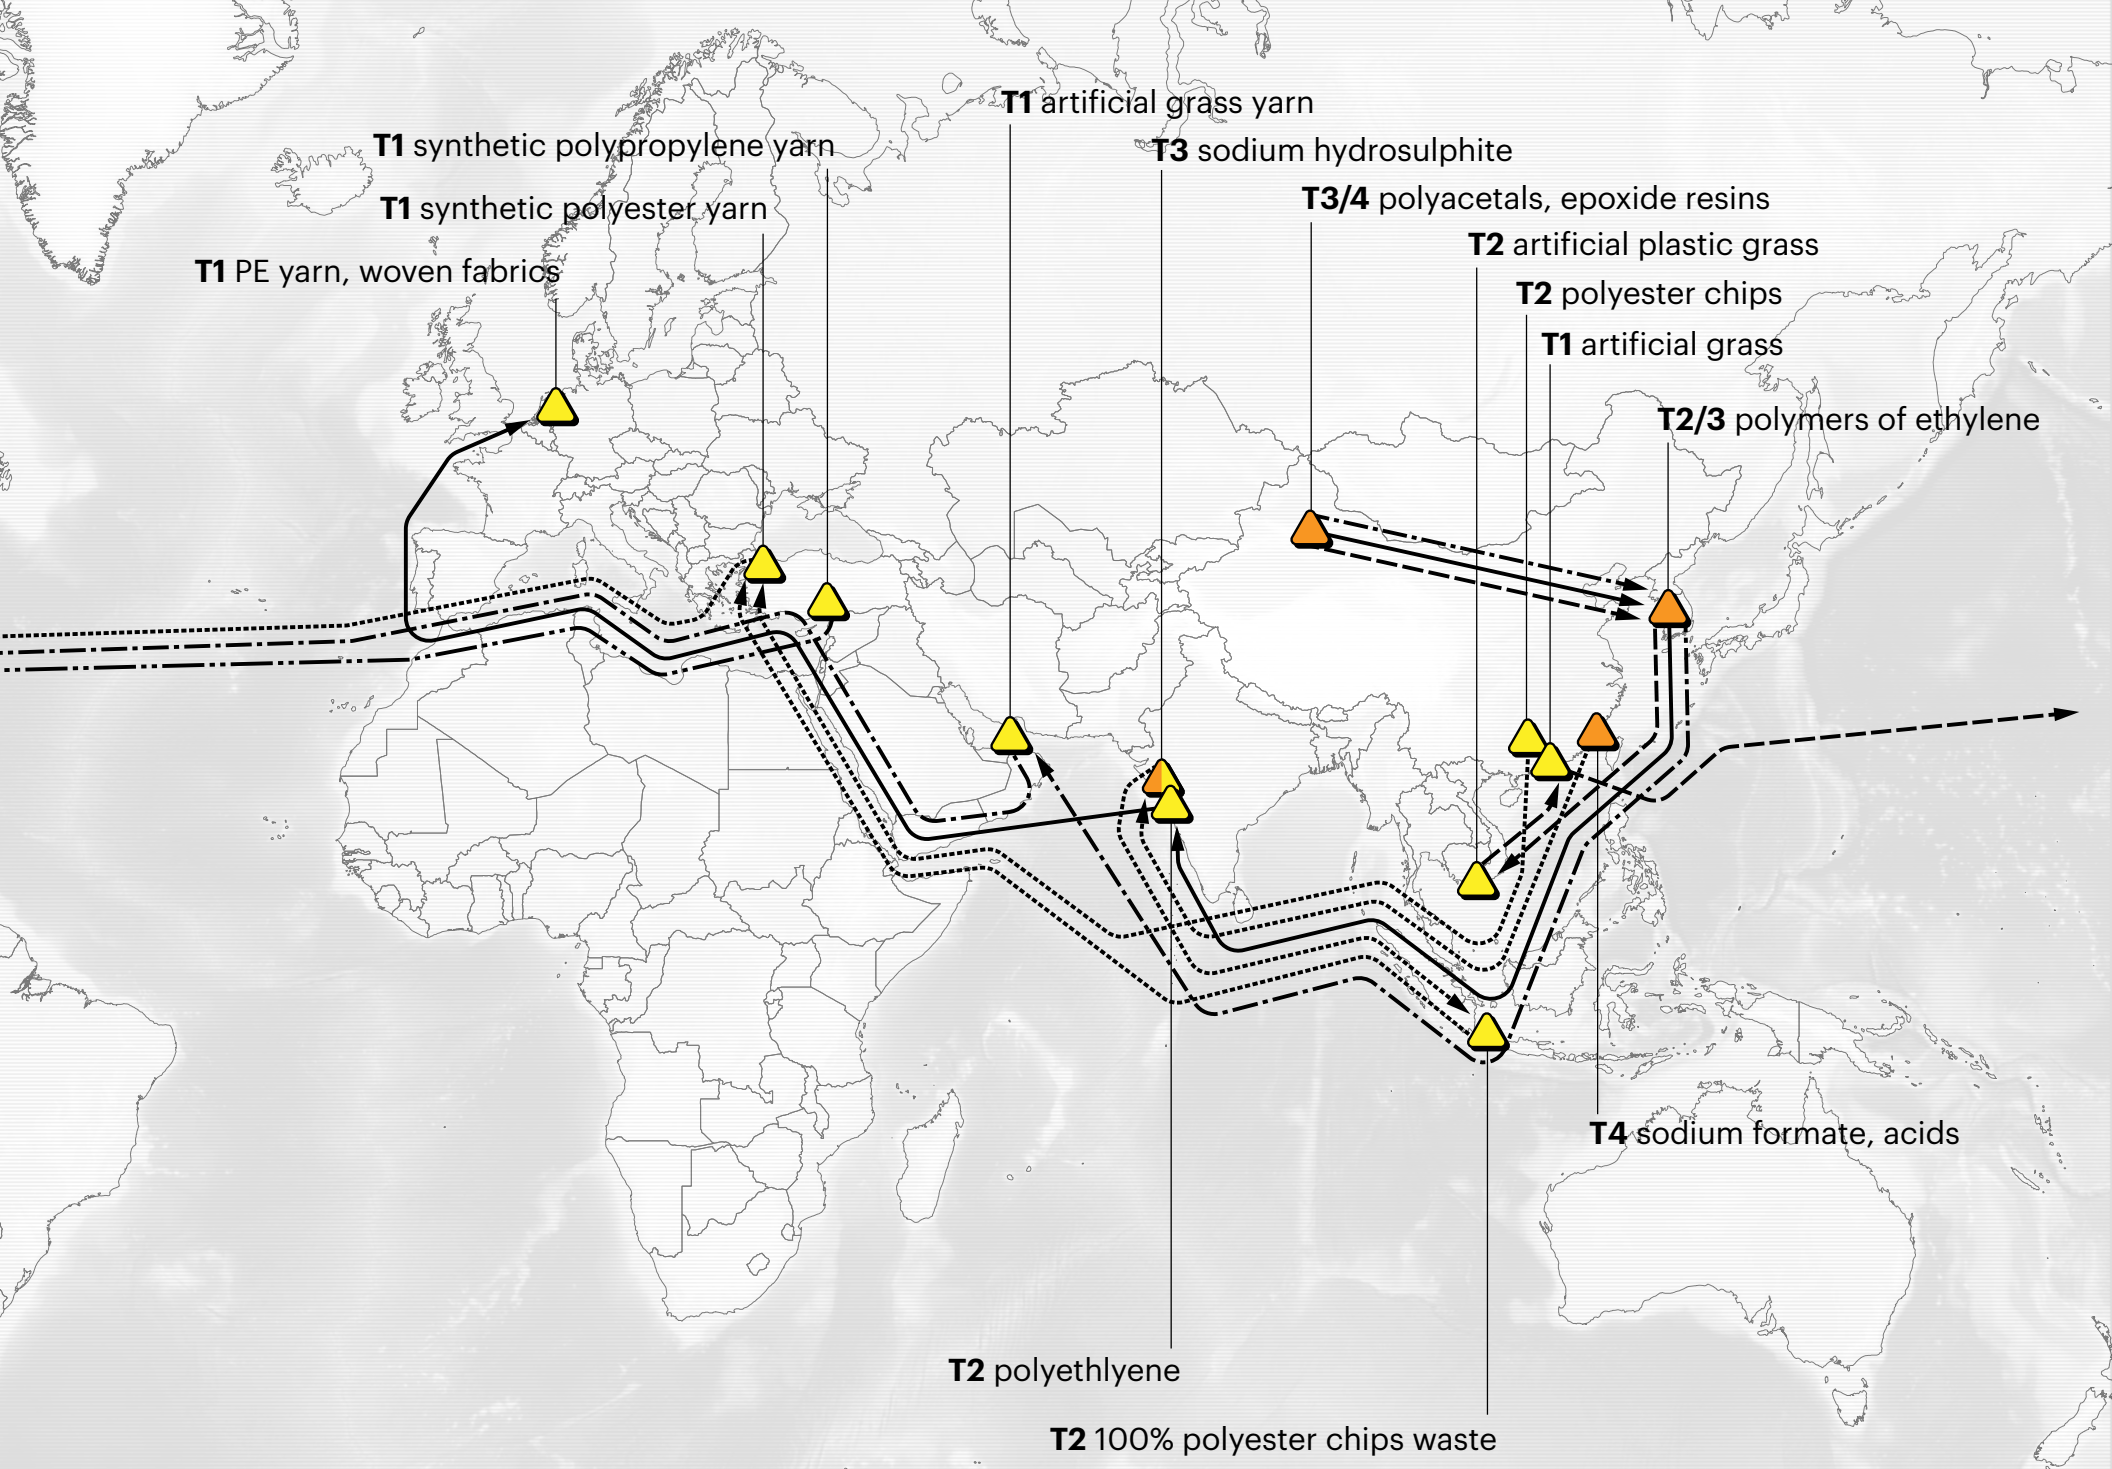 T1 artificial grass yarn
T1 synthetic polypropylene yarn
T3 sodium hydrosulphite
T3/4 polyacetals, epoxide resins
T1 synthetic polyester yarn
T2 artificial plastic grass
T1 PE yarn, woven fabrics
T2 polyester chips
T1 artificial grass
T2/3 polymers of ethylene
T4 sodium formate, acids
T2 polyethlyene
T2 100% polyester chips waste